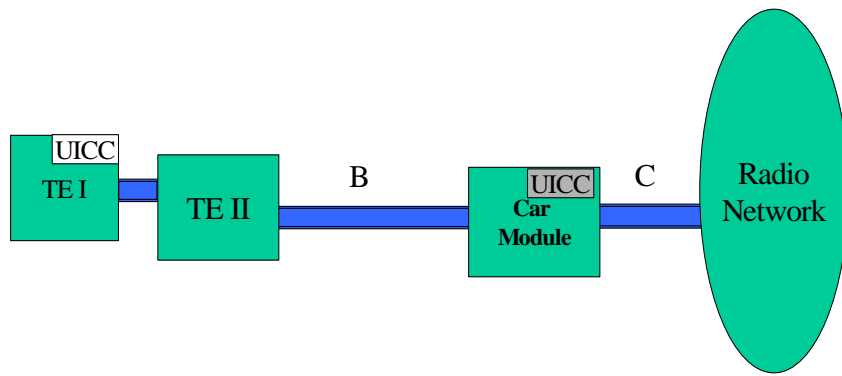 UICC
TE I
TE II
B
UICC
Car
Module
C
Radio
Network